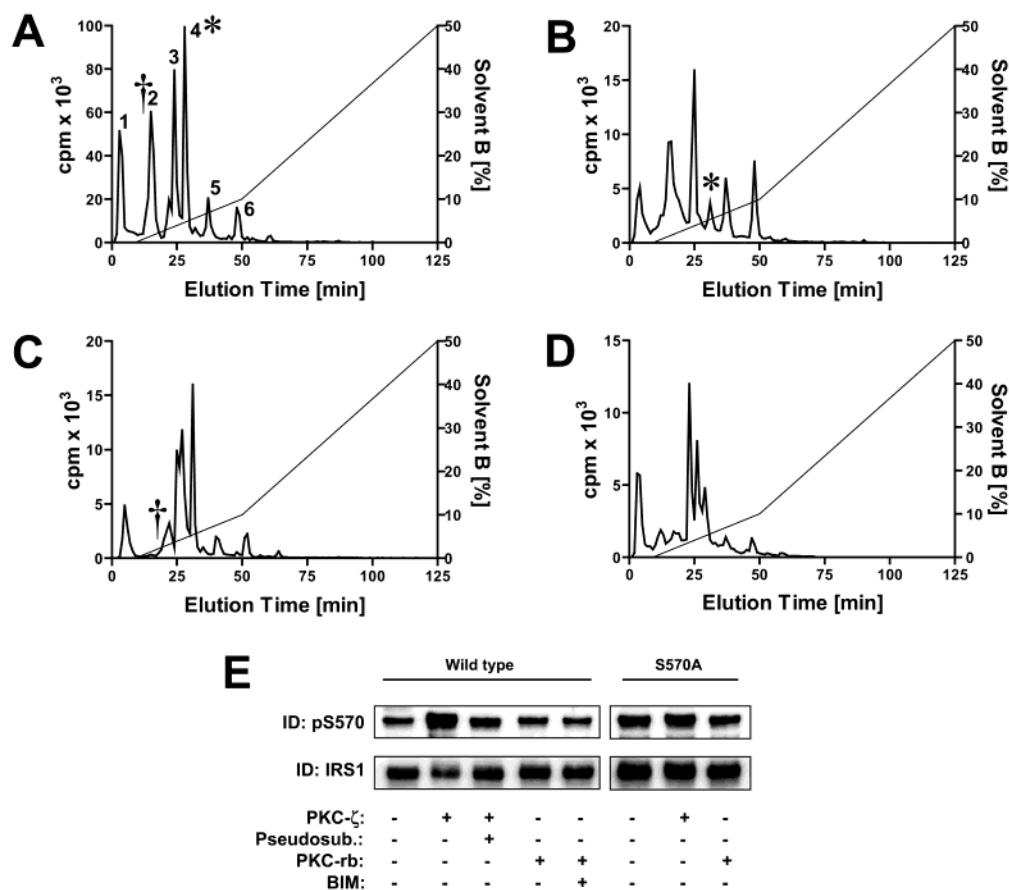 A
cpm x 10³
100
80
60
40
20
0
1
†
2
3
4 *
5
6
50
40
30
20
10
0
Solvent B [%]
0 25 50 75 100 125
Elution Time [min]
B
cpm x 10³
20
15
10
5
0
*
50
40
30
20
10
0
Solvent B [%]
0 25 50 75 100 125
Elution Time [min]
C
cpm x 10³
20
15
10
5
0
†
50
40
30
20
10
0
Solvent B [%]
0 25 50 75 100 125
Elution Time [min]
D
cpm x 10³
15
10
5
0
50
40
30
20
10
0
Solvent B [%]
0 25 50 75 100 125
Elution Time [min]
E
Wild type S570A
ID: pS570
ID: IRS1
PKC-ζ: - + + - - - + -
Pseudosub.: - - + - - - - -
PKC-rb: - - - + + - - +
BIM: - - - - + - - -